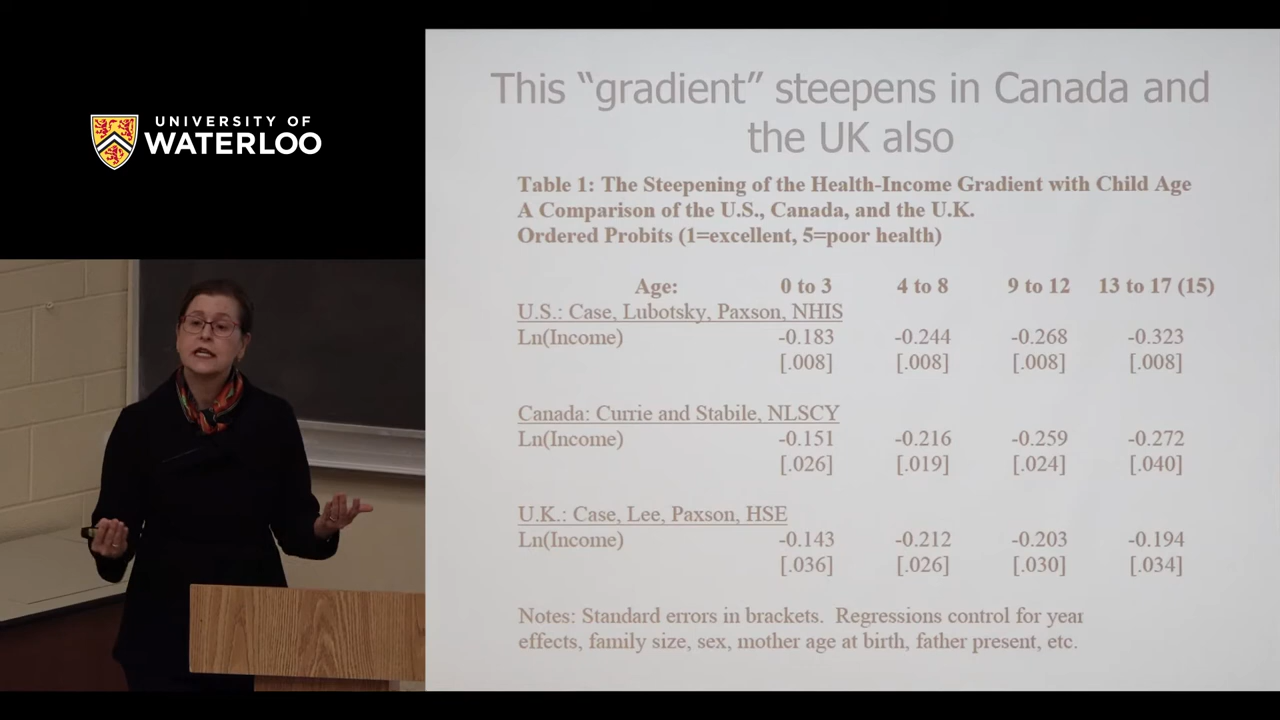 UNIVERSITY OF
WATERLOO
This “gradient” steepens in Canada and
the UK also
Table 1: The Steepening of the Health-Income Gradient with Child Age
A Comparison of the U.S., Canada, and the U.K.
Ordered Probits (1=excellent, 5=poor health)
Age: 0 to 3 4 to 8 9 to 12 13 to 17 (15)
U.S.: Case, Lubotsky, Paxson, NHIS
Ln(Income) -0.183 -0.244 -0.268 -0.323
[.008] [.008] [.008] [.008]
Canada: Currie and Stabile, NLSCY
Ln(Income) -0.151 -0.216 -0.259 -0.272
[.026] [.019] [.024] [.040]
U.K.: Case, Lee, Paxson, HSE
Ln(Income) -0.143 -0.212 -0.203 -0.194
[.036] [.026] [.030] [.034]
Notes: Standard errors in brackets. Regressions control for year
effects, family size, sex, mother age at birth, father present, etc.